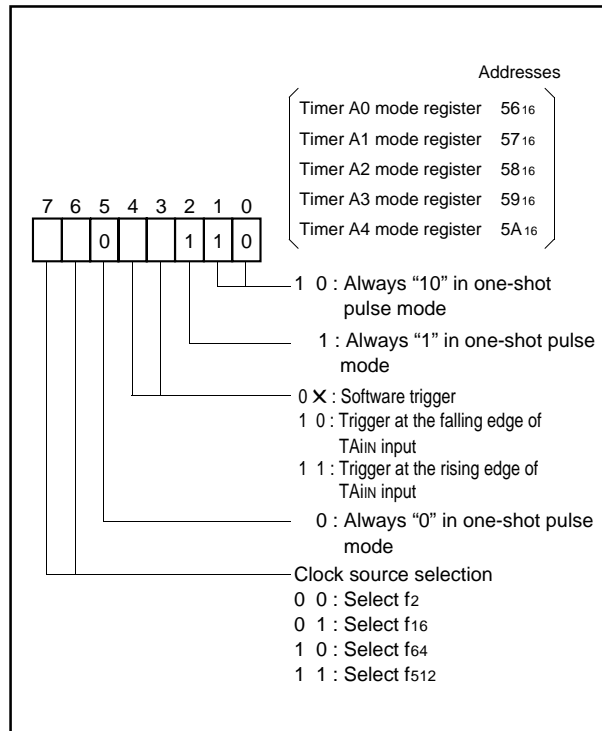 Addresses
Timer A0 mode register 5616
Timer A1 mode register 5716
Timer A2 mode register 5816
Timer A3 mode register 5916
Timer A4 mode register 5A16
7 6 5 4 3 2 1 0
0 1 1 0
1 0 : Always “10” in one-shot
pulse mode
1 : Always “1” in one-shot pulse
mode
0 ✕ : Software trigger
1 0 : Trigger at the falling edge of
TAiIN input
1 1 : Trigger at the rising edge of
TAiIN input
0 : Always “0” in one-shot pulse
mode
Clock source selection
0 0 : Select f2
0 1 : Select f16
1 0 : Select f64
1 1 : Select f512